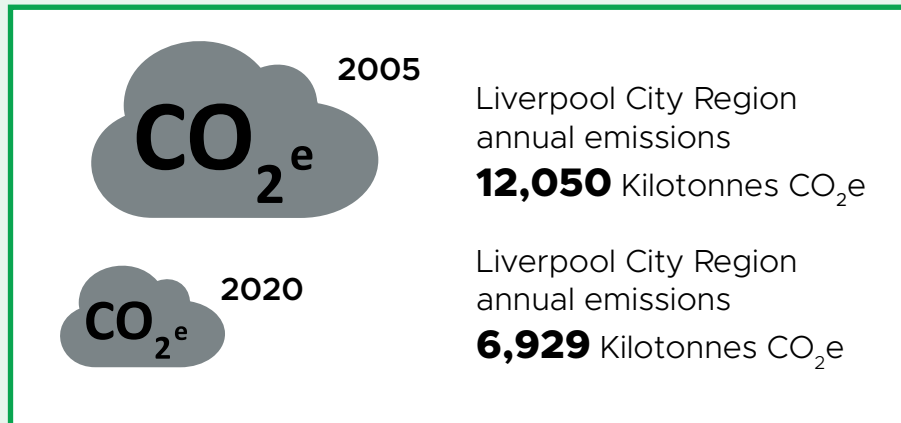 CO₂e
2005
Liverpool City Region
annual emissions
12,050 Kilotonnes CO₂e
CO₂e
2020
Liverpool City Region
annual emissions
6,929 Kilotonnes CO₂e